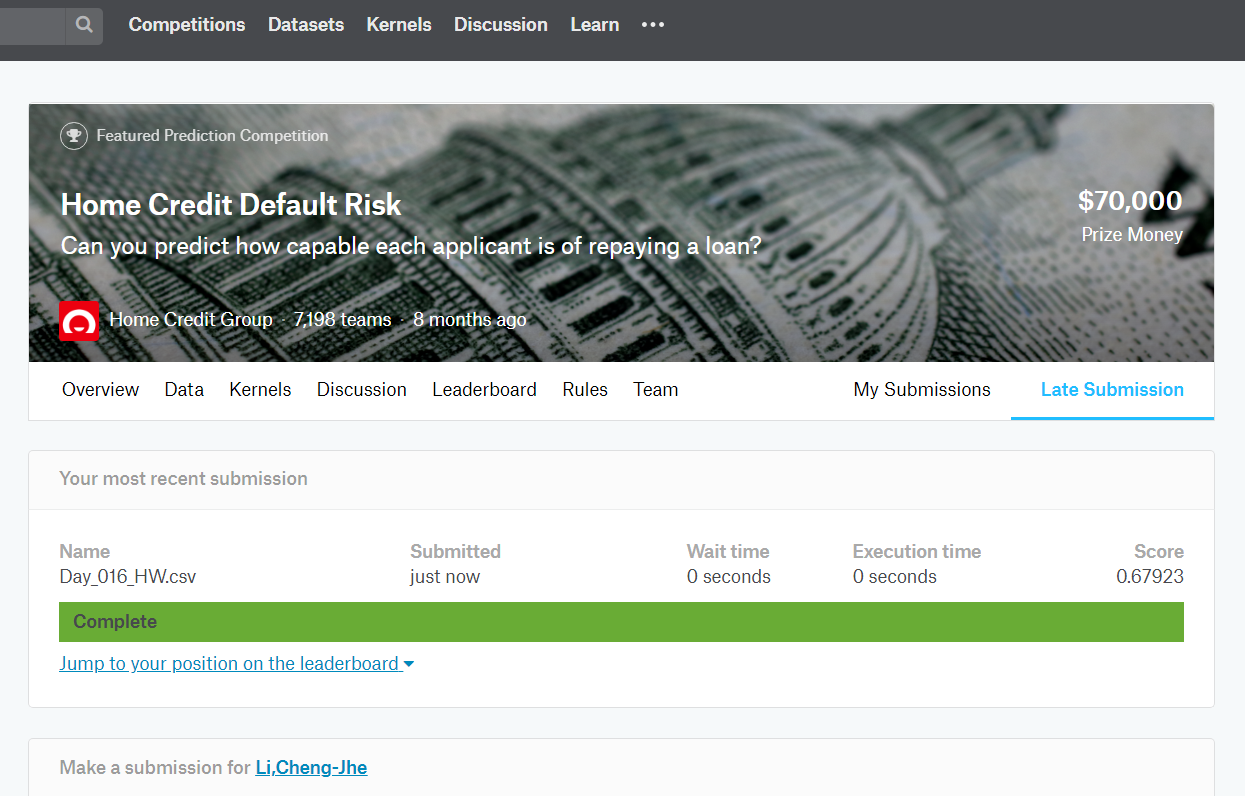 Competitions Datasets Kernels Discussion Learn •••
Featured Prediction Competition
Home Credit Default Risk
Can you predict how capable each applicant is of repaying a loan?
$70,000
Prize Money
Home Credit Group · 7,198 teams · 8 months ago
Overview Data Kernels Discussion Leaderboard Rules Team My Submissions Late Submission
Your most recent submission
Name Submitted Wait time Execution time Score
Day_016_HW.csv just now 0 seconds 0 seconds 0.67923
Complete
Jump to your position on the leaderboard
Make a submission for Li,Cheng-Jhe